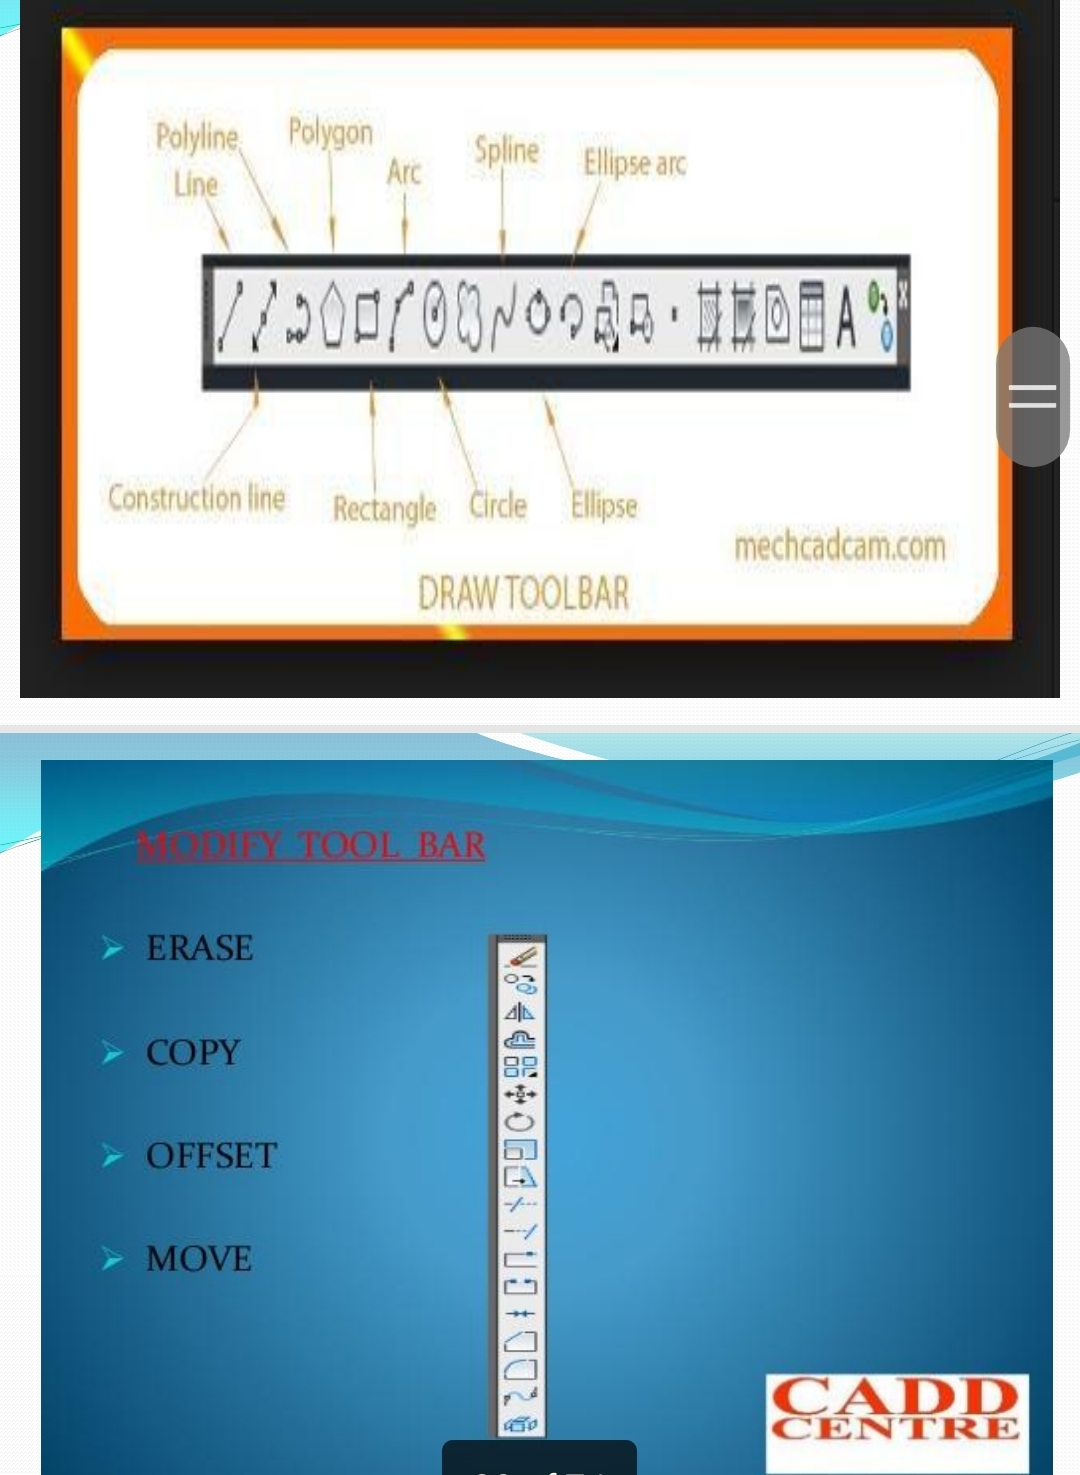 Polyline
Polygon
Spline
Ellipse arc
Arc
Line
A
X
Construction line
Rectangle
Circle
Ellipse
mechcadcam.com
DRAW TOOLBAR
MODIFY TOOL BAR
ERASE
COPY
OFFSET
MOVE
CADD
CENTRE